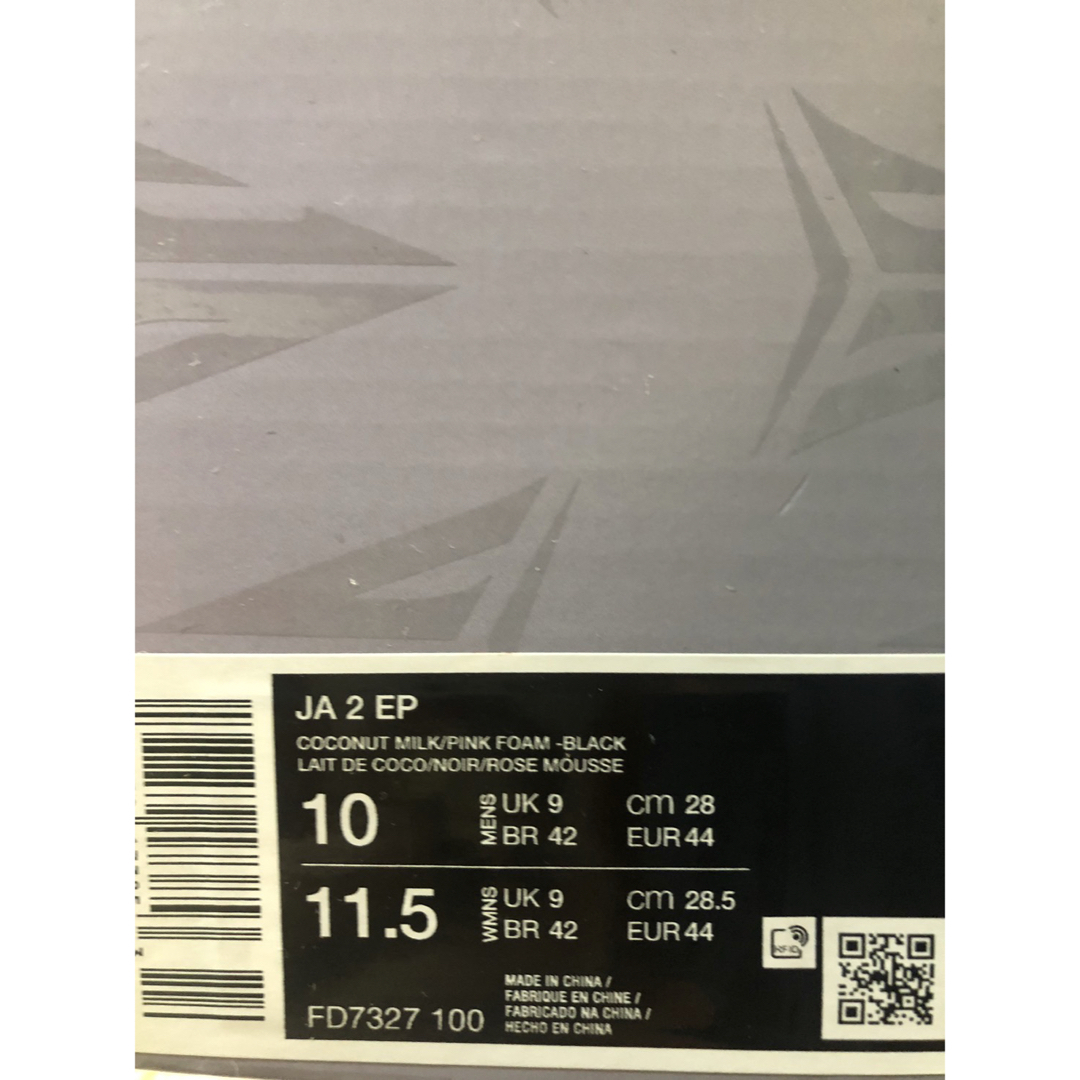 JA 2 EP
COCONUT MILK/PINK FOAM -BLACK
LAIT DE COCO/NOIR/ROSE MOUSSE
10 MENS UK 9 cm 28
BR 42 EUR 44
11.5 WMNS UK 9 cm 28.5
BR 42 EUR 44
RFID
MADE IN CHINA /
FABRIQUE EN CHINE /
FABRICADO NA CHINA /
HECHO EN CHINA
FD7327 100